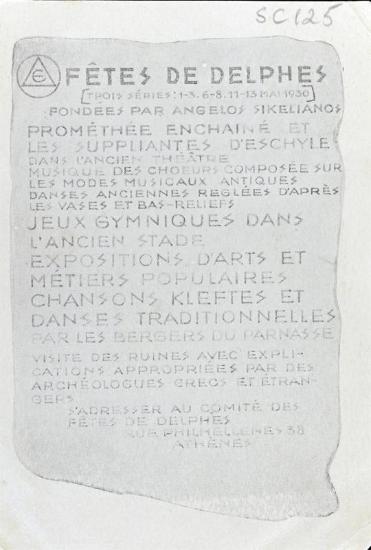 SC125
E
FÊTES DE DELPHES
[TROIS SÉRIES: 1-3, 6-8, 11-13 MAI 1930]
FONDÉES PAR ANGELOS SIKELIANOS
PROMÉTHÉE ENCHAINÉ ET
LES SUPPLIANTES D'ESCHYLE
DANS L'ANCIEN THÉÂTRE
MUSIQUE DES CHOEURS COMPOSÉE SUR
LES MODES MUSICAUX ANTIQUES
DANSES ANCIENNES REGLÉES D'APRÈS
LES VASES ET BAS-RELIEFS
JEUX GYMNIQUES DANS
L'ANCIEN STADE
EXPOSITIONS D'ARTS ET
MÉTIERS POPULAIRES
CHANSONS KLEFTES ET
DANSES TRADITIONNELLES
PAR LES BERGERS DU PARNASSE
VISITE DES RUINES AVEC EXPLI-
CATIONS APPROPRIÉES PAR DES
ARCHÉOLOGUES GRECS ET ÉTRAN-
GERS
S'ADRESSER AU COMITÉ DES
FÊTES DE DELPHES
RUE PHILHELLÈNES 38
ATHÈNES